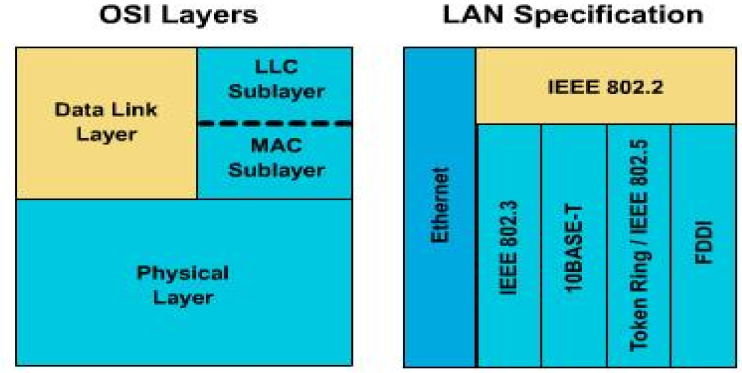 OSI Layers
LAN Specification
Data Link
Layer
LLC
Sublayer
MAC
Sublayer
Physical
Layer
Ethernet
IEEE 802.2
IEEE 802.3
10BASE-T
Token Ring / IEEE 802.5
FDDI